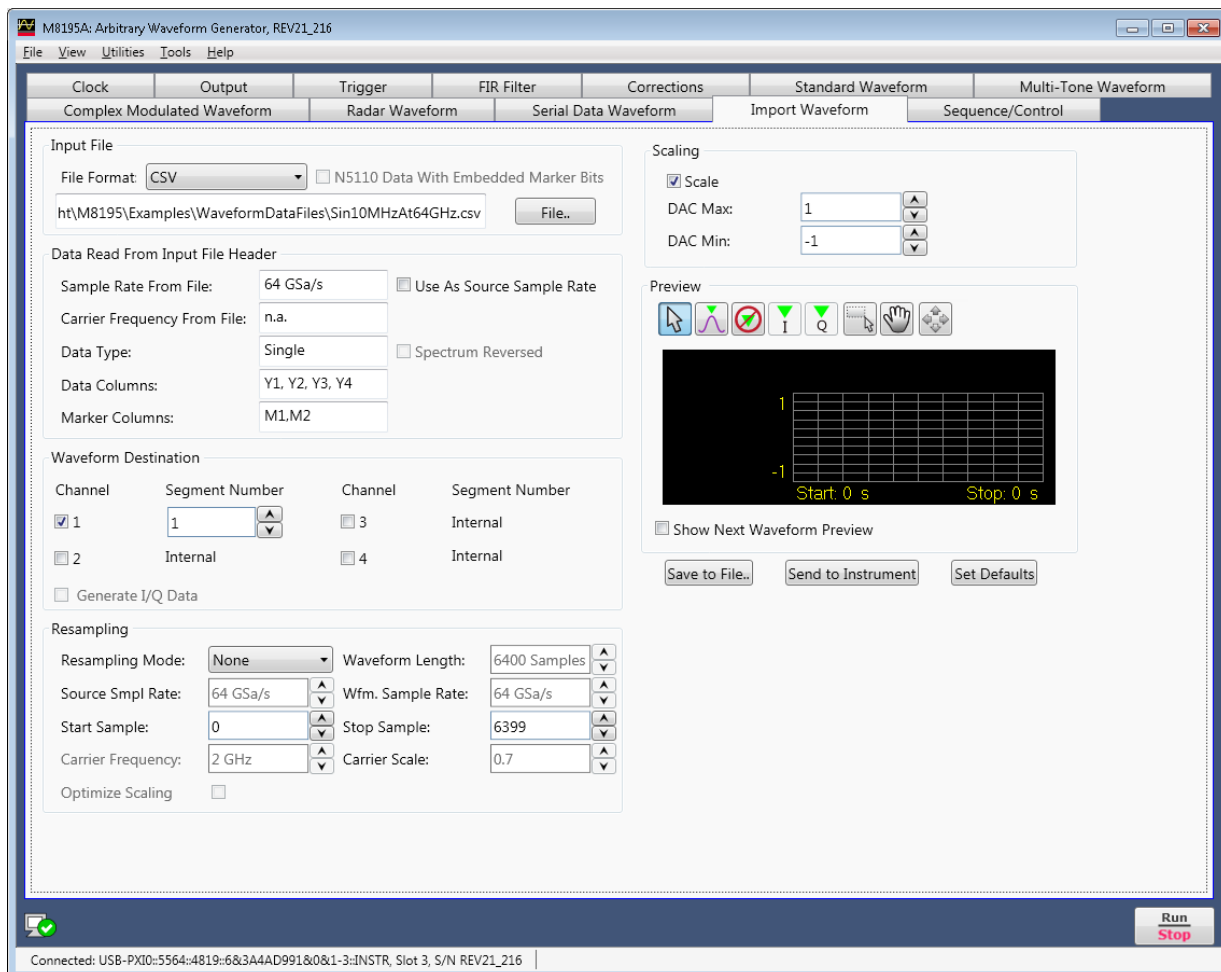 M8195A: Arbitrary Waveform Generator, REV21_216
File View Utilities Tools Help
Clock Output Trigger FIR Filter Corrections Standard Waveform Multi-Tone Waveform
Complex Modulated Waveform Radar Waveform Serial Data Waveform Import Waveform Sequence/Control
Input File
File Format: CSV N5110 Data With Embedded Marker Bits
ht\M8195\Examples\WaveformDataFiles\Sin10MHzAt64GHz.csv File..
Data Read From Input File Header
Sample Rate From File: 64 GSa/s Use As Source Sample Rate
Carrier Frequency From File: n.a.
Data Type: Single Spectrum Reversed
Data Columns: Y1, Y2, Y3, Y4
Marker Columns: M1,M2
Waveform Destination
Channel Segment Number Channel Segment Number
1 1 3 Internal
2 Internal 4 Internal
Generate I/Q Data
Resampling
Resampling Mode: None Waveform Length: 6400 Samples
Source Smpl Rate: 64 GSa/s Wfm. Sample Rate: 64 GSa/s
Start Sample: 0 Stop Sample: 6399
Carrier Frequency: 2 GHz Carrier Scale: 0.7
Optimize Scaling
Scaling
Scale
DAC Max: 1
DAC Min: -1
Preview
I Q
1
-1
Start: 0 s Stop: 0 s
Show Next Waveform Preview
Save to File.. Send to Instrument Set Defaults
Run
Stop
Connected: USB-PXI0::5564::4819::6&3A4AD991&0&1-3::INSTR, Slot 3, S/N REV21_216